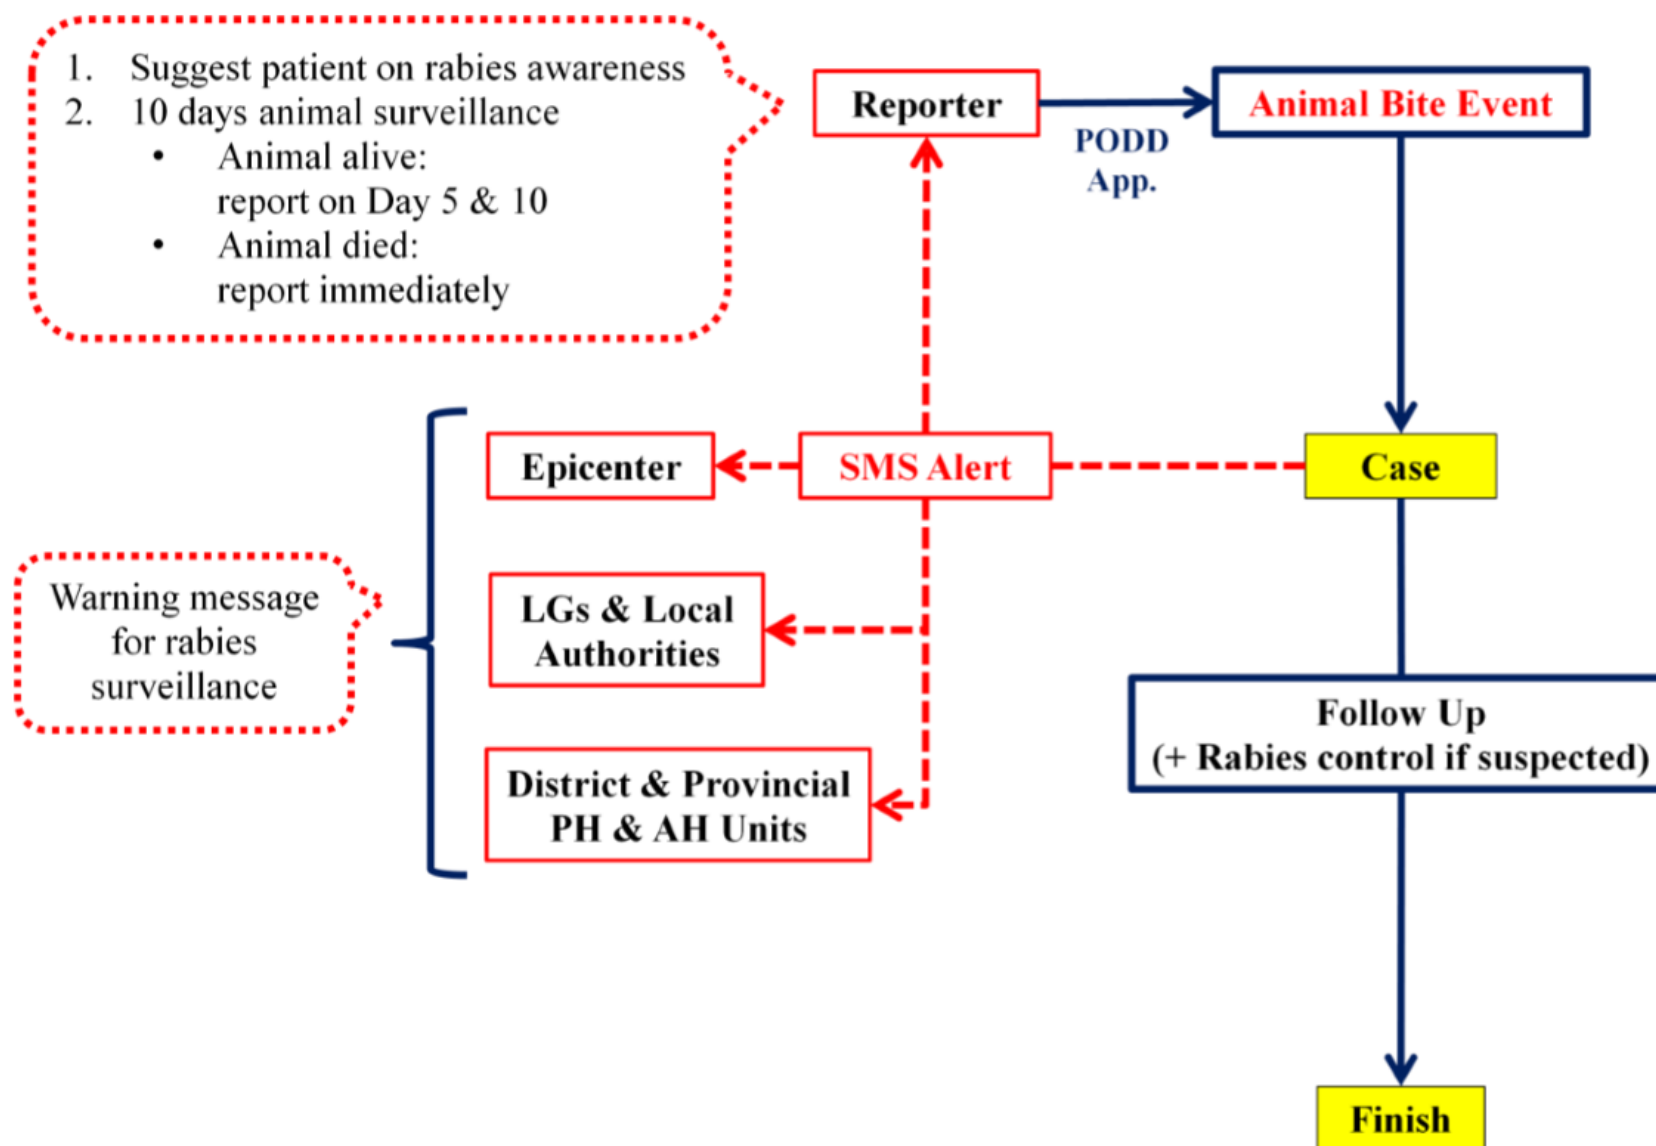 1. Suggest patient on rabies awareness
2. 10 days animal surveillance
• Animal alive:
report on Day 5 & 10
• Animal died:
report immediately
Reporter
PODD
App.
Animal Bite Event
Epicenter
SMS Alert
Case
Warning message
for rabies
surveillance
LGs & Local
Authorities
District & Provincial
PH & AH Units
Follow Up
(+ Rabies control if suspected)
Finish